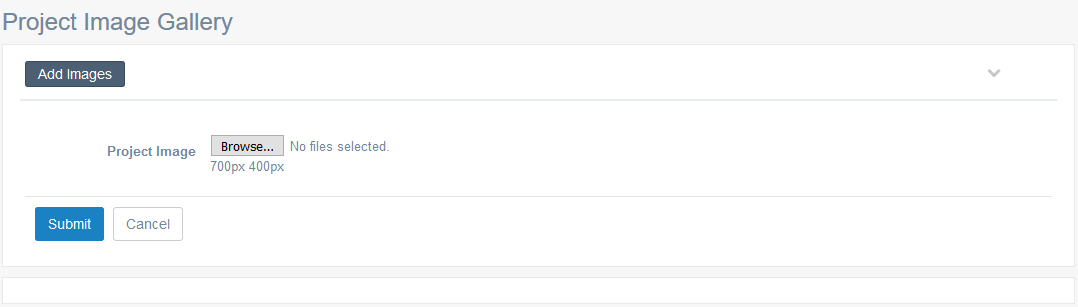 Project Image Gallery
Add Images
Project Image Browse... No files selected.
700px 400px
Submit Cancel